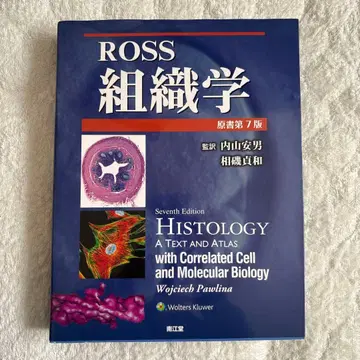 ROSS
組織学
原書第7版
監訳 内山安男
相磯貞和
Seventh Edition
HISTOLOGY
A TEXT AND ATLAS
with Correlated Cell
and Molecular Biology
Wojciech Pawlina
Wolters Kluwer
南江堂